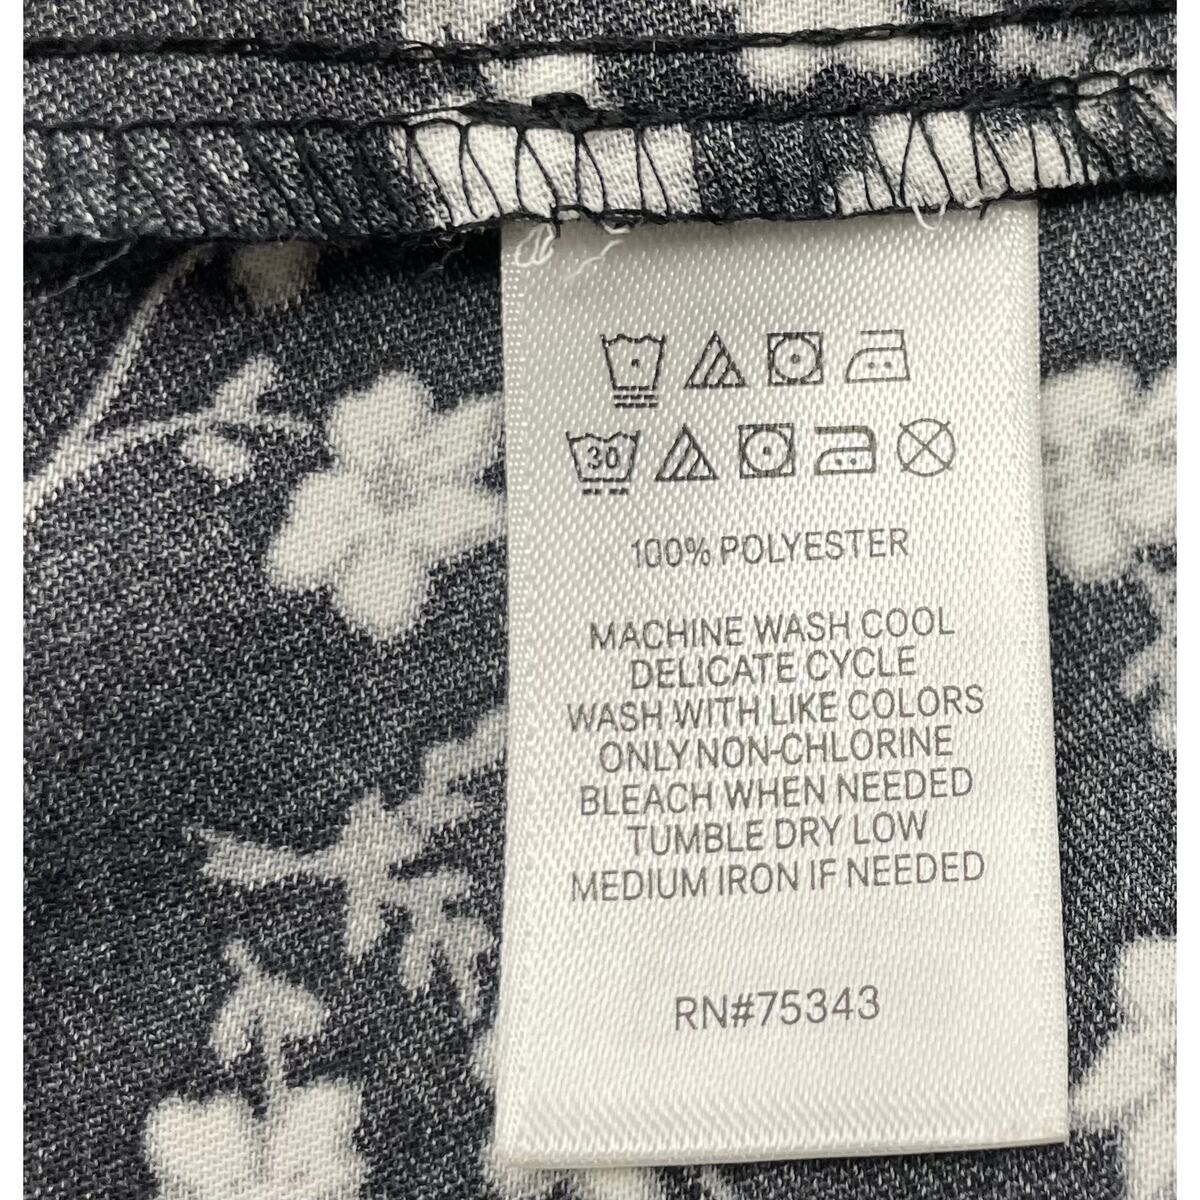 30
100% POLYESTER
MACHINE WASH COOL
DELICATE CYCLE
WASH WITH LIKE COLORS
ONLY NON-CHLORINE
BLEACH WHEN NEEDED
TUMBLE DRY LOW
MEDIUM IRON IF NEEDED
RN#75343